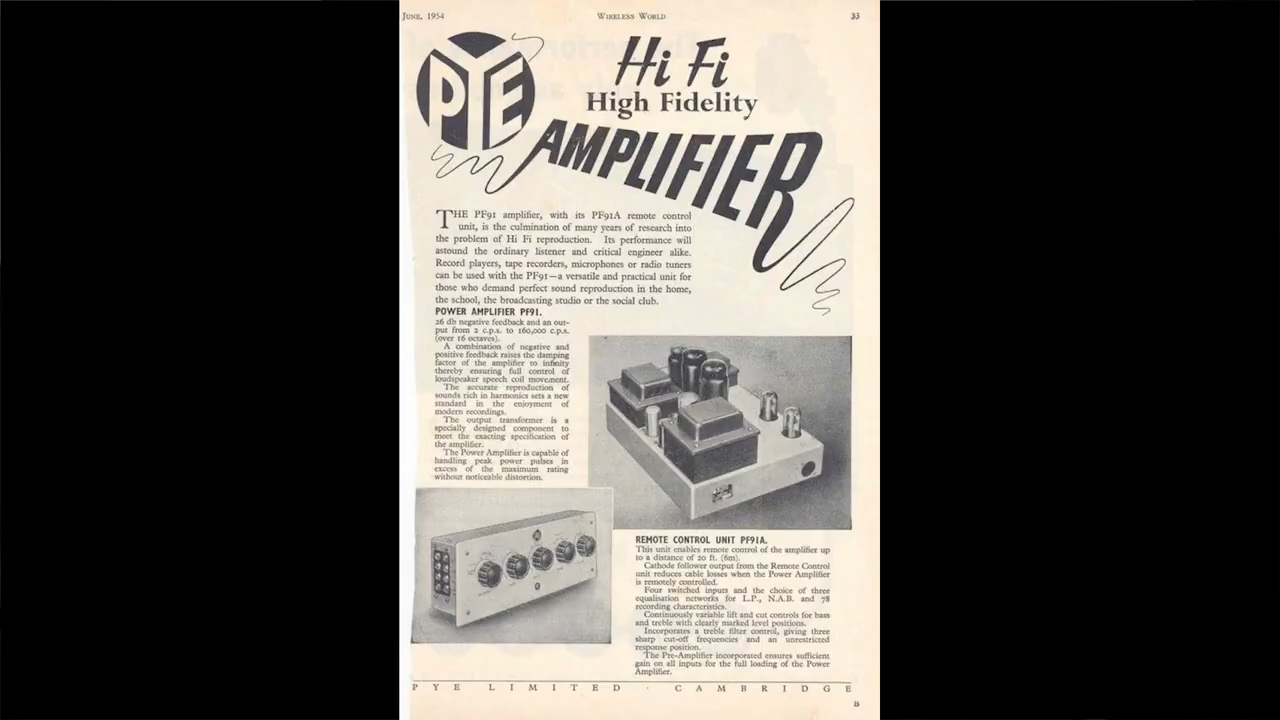 JUNE, 1954 WIRELESS WORLD 33
PYE
Hi Fi
High Fidelity
AMPLIFIER
THE PF91 amplifier, with its PF91A remote control
unit, is the culmination of many years of research into
the problem of Hi Fi reproduction. Its performance will
astound the ordinary listener and critical engineer alike.
Record players, tape recorders, microphones or radio tuners
can be used with the PF91—a versatile and practical unit for
those who demand perfect sound reproduction in the home,
the school, the broadcasting studio or the social club.
POWER AMPLIFIER PF91.
26 db negative feedback and an out-
put from 2 c.p.s. to 160,000 c.p.s.
(over 16 octaves).
A combination of negative and
positive feedback raises the damping
factor of the amplifier to infinity
thereby ensuring full control of
loudspeaker speech coil movement.
The accurate reproduction of
sounds rich in harmonics sets a new
standard in the enjoyment of
modern recordings.
The output transformer is a
specially designed component to
meet the exacting specification of
the amplifier.
The Power Amplifier is capable of
handling peak power pulses in
excess of the maximum rating
without noticeable distortion.
REMOTE CONTROL UNIT PF91A.
This unit enables remote control of the amplifier up
to a distance of 20 ft. (6m).
Cathode follower output from the Remote Control
unit reduces cable losses when the Power Amplifier
is remotely controlled.
Four switched inputs and the choice of three
equalisation networks for L.P., N.A.B. and 78
recording characteristics.
Continuously variable lift and cut controls for bass
and treble with clearly marked level positions.
Incorporates a treble filter control, giving three
sharp cut-off frequencies and an unrestricted
response position.
The Pre-Amplifier incorporated ensures sufficient
gain on all inputs for the full loading of the Power
Amplifier.
PYE LIMITED · CAMBRIDGE
B